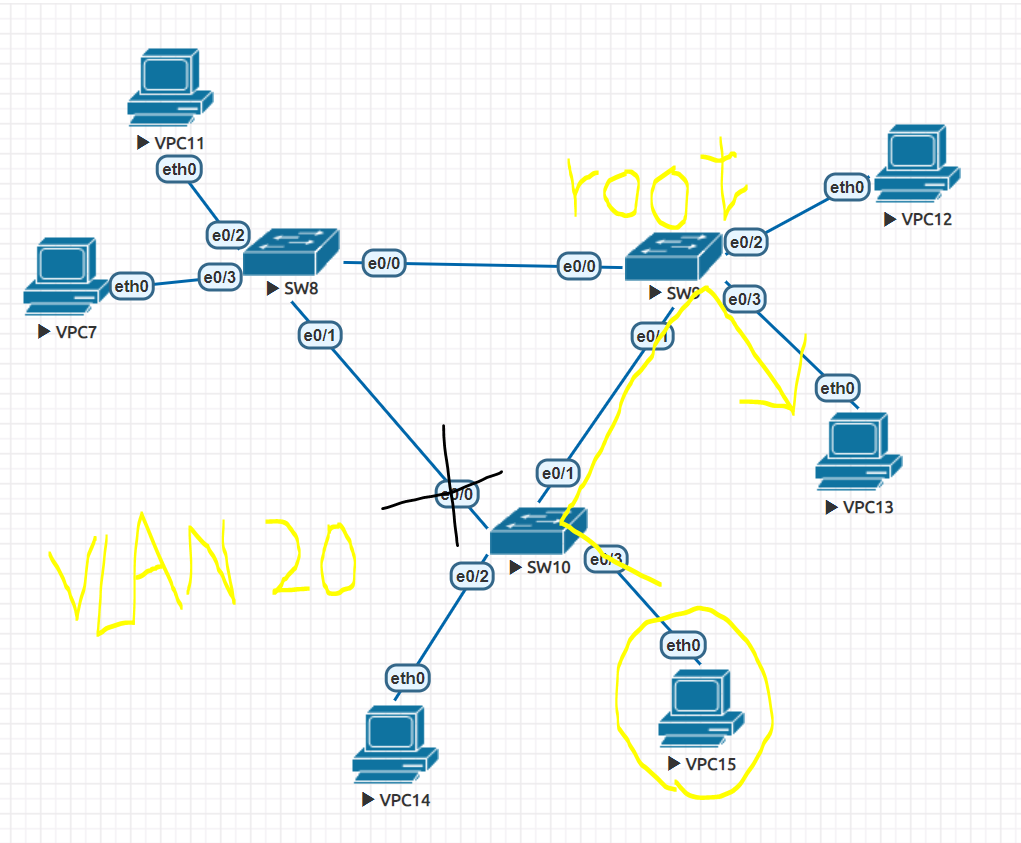 VPC11
eth0
root
eth0
VPC12
e0/2
e0/2
SW8
e0/0
e0/0
SW9
e0/3
eth0
e0/3
VPC7
e0/1
e0/1
eth0
VPC13
e0/0
e0/1
VLAN 20
SW10
e0/2
e0/3
eth0
eth0
VPC14
VPC15